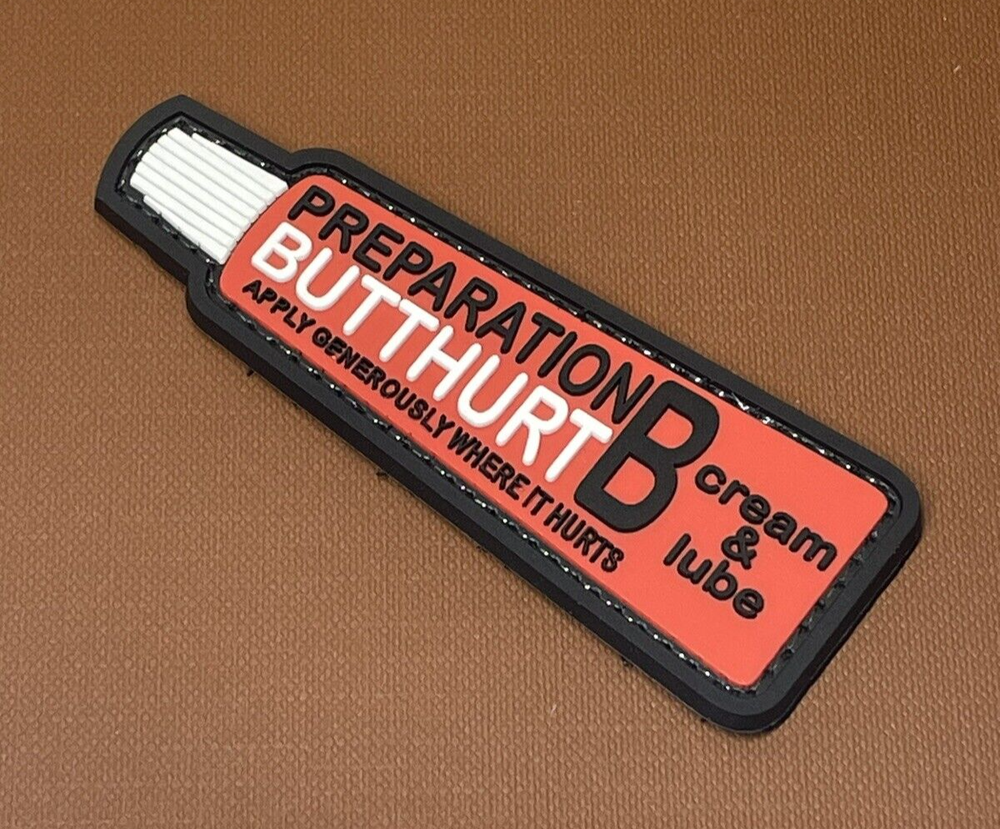 PREPARATION
BUTTHURT
B
APPLY GENEROUSLY WHERE IT HURTS
cream
&
lube